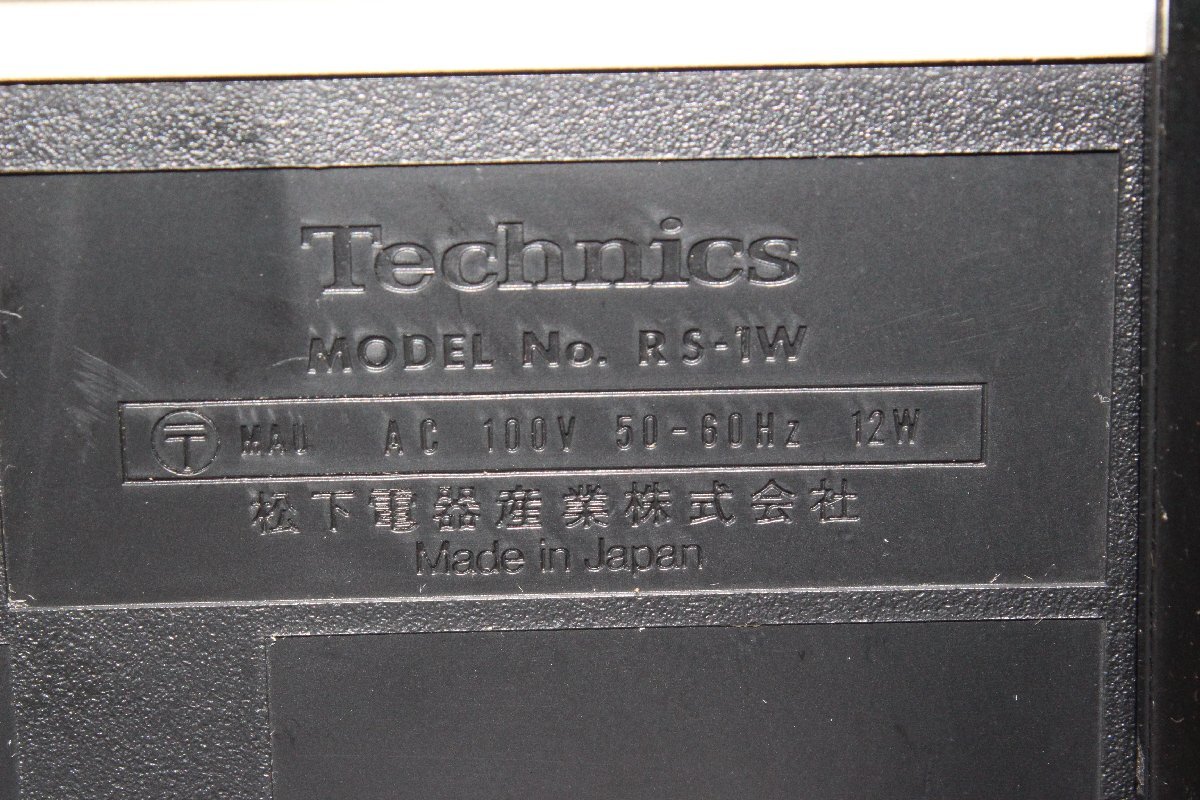 Technics
MODEL No. RS-1W
〒 MAU AC 100V 50-60Hz 12W
松下電器産業株式会社
Made in Japan